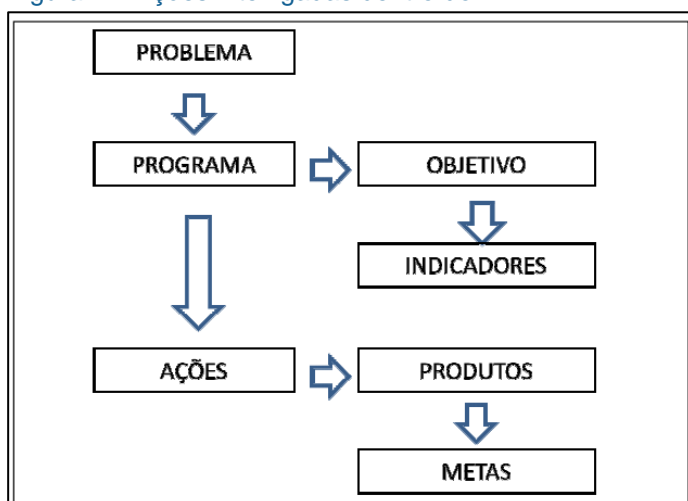 PROBLEMA
PROGRAMA
OBJETIVO
INDICADORES
AÇÕES
PRODUTOS
METAS